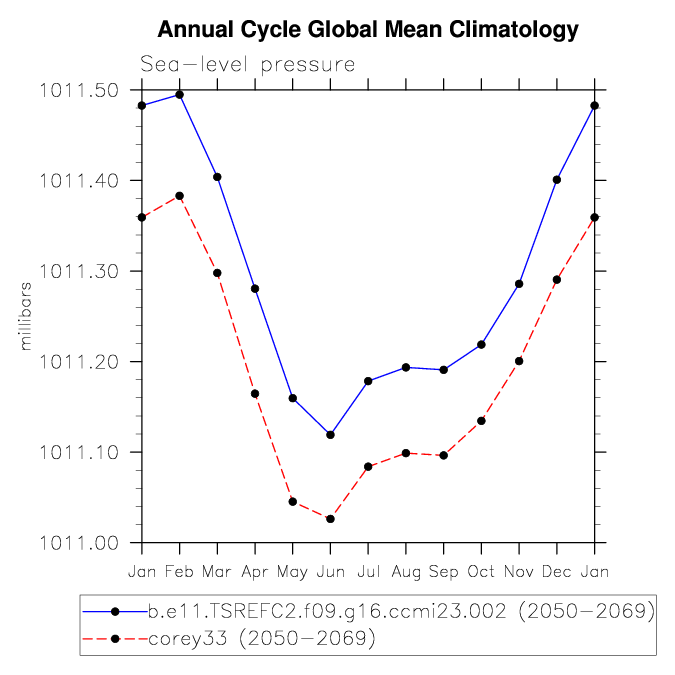 Annual Cycle Global Mean Climatology
Sea-level pressure
1011.50
1011.40
1011.30
1011.20
1011.10
1011.00
millibars
Jan Feb Mar Apr May Jun Jul Aug Sep Oct Nov Dec Jan
b.e11.TSREFC2.f09.g16.ccmi23.002 (2050-2069)
corey33 (2050-2069)